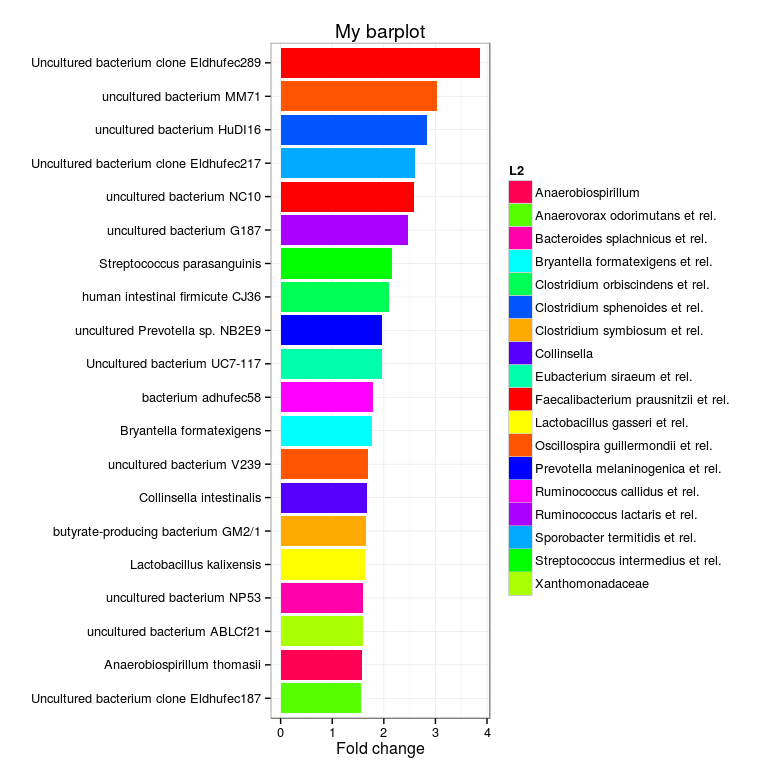 My barplot
Uncultured bacterium clone Eldhufec289
uncultured bacterium MM71
uncultured bacterium HuDI16
Uncultured bacterium clone Eldhufec217
uncultured bacterium NC10
uncultured bacterium G187
Streptococcus parasanguinis
human intestinal firmicute CJ36
uncultured Prevotella sp. NB2E9
Uncultured bacterium UC7-117
bacterium adhufec58
Bryantella formatexigens
uncultured bacterium V239
Collinsella intestinalis
butyrate-producing bacterium GM2/1
Lactobacillus kalixensis
uncultured bacterium NP53
uncultured bacterium ABLCf21
Anaerobiospirillum thomasii
Uncultured bacterium clone Eldhufec187
0 1 2 3 4
Fold change
L2
Anaerobiospirillum
Anaerovorax odorimutans et rel.
Bacteroides splachnicus et rel.
Bryantella formatexigens et rel.
Clostridium orbiscindens et rel.
Clostridium sphenoides et rel.
Clostridium symbiosum et rel.
Collinsella
Eubacterium siraeum et rel.
Faecalibacterium prausnitzii et rel.
Lactobacillus gasseri et rel.
Oscillospira guillermondii et rel.
Prevotella melaninogenica et rel.
Ruminococcus callidus et rel.
Ruminococcus lactaris et rel.
Sporobacter termitidis et rel.
Streptococcus intermedius et rel.
Xanthomonadaceae